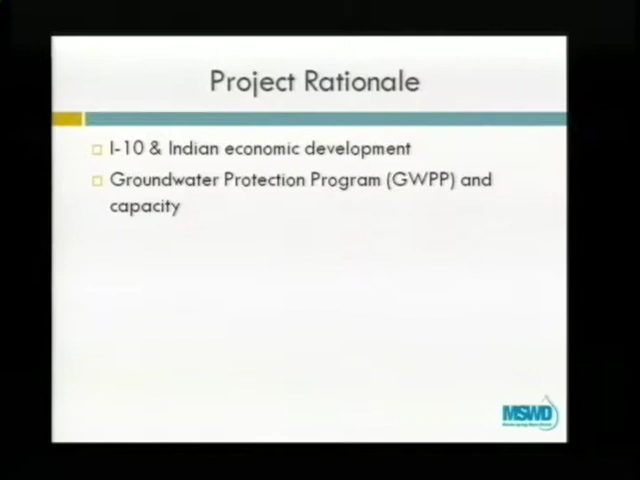 Project Rationale
I-10 & Indian economic development
Groundwater Protection Program (GWPP) and
capacity
MSWD